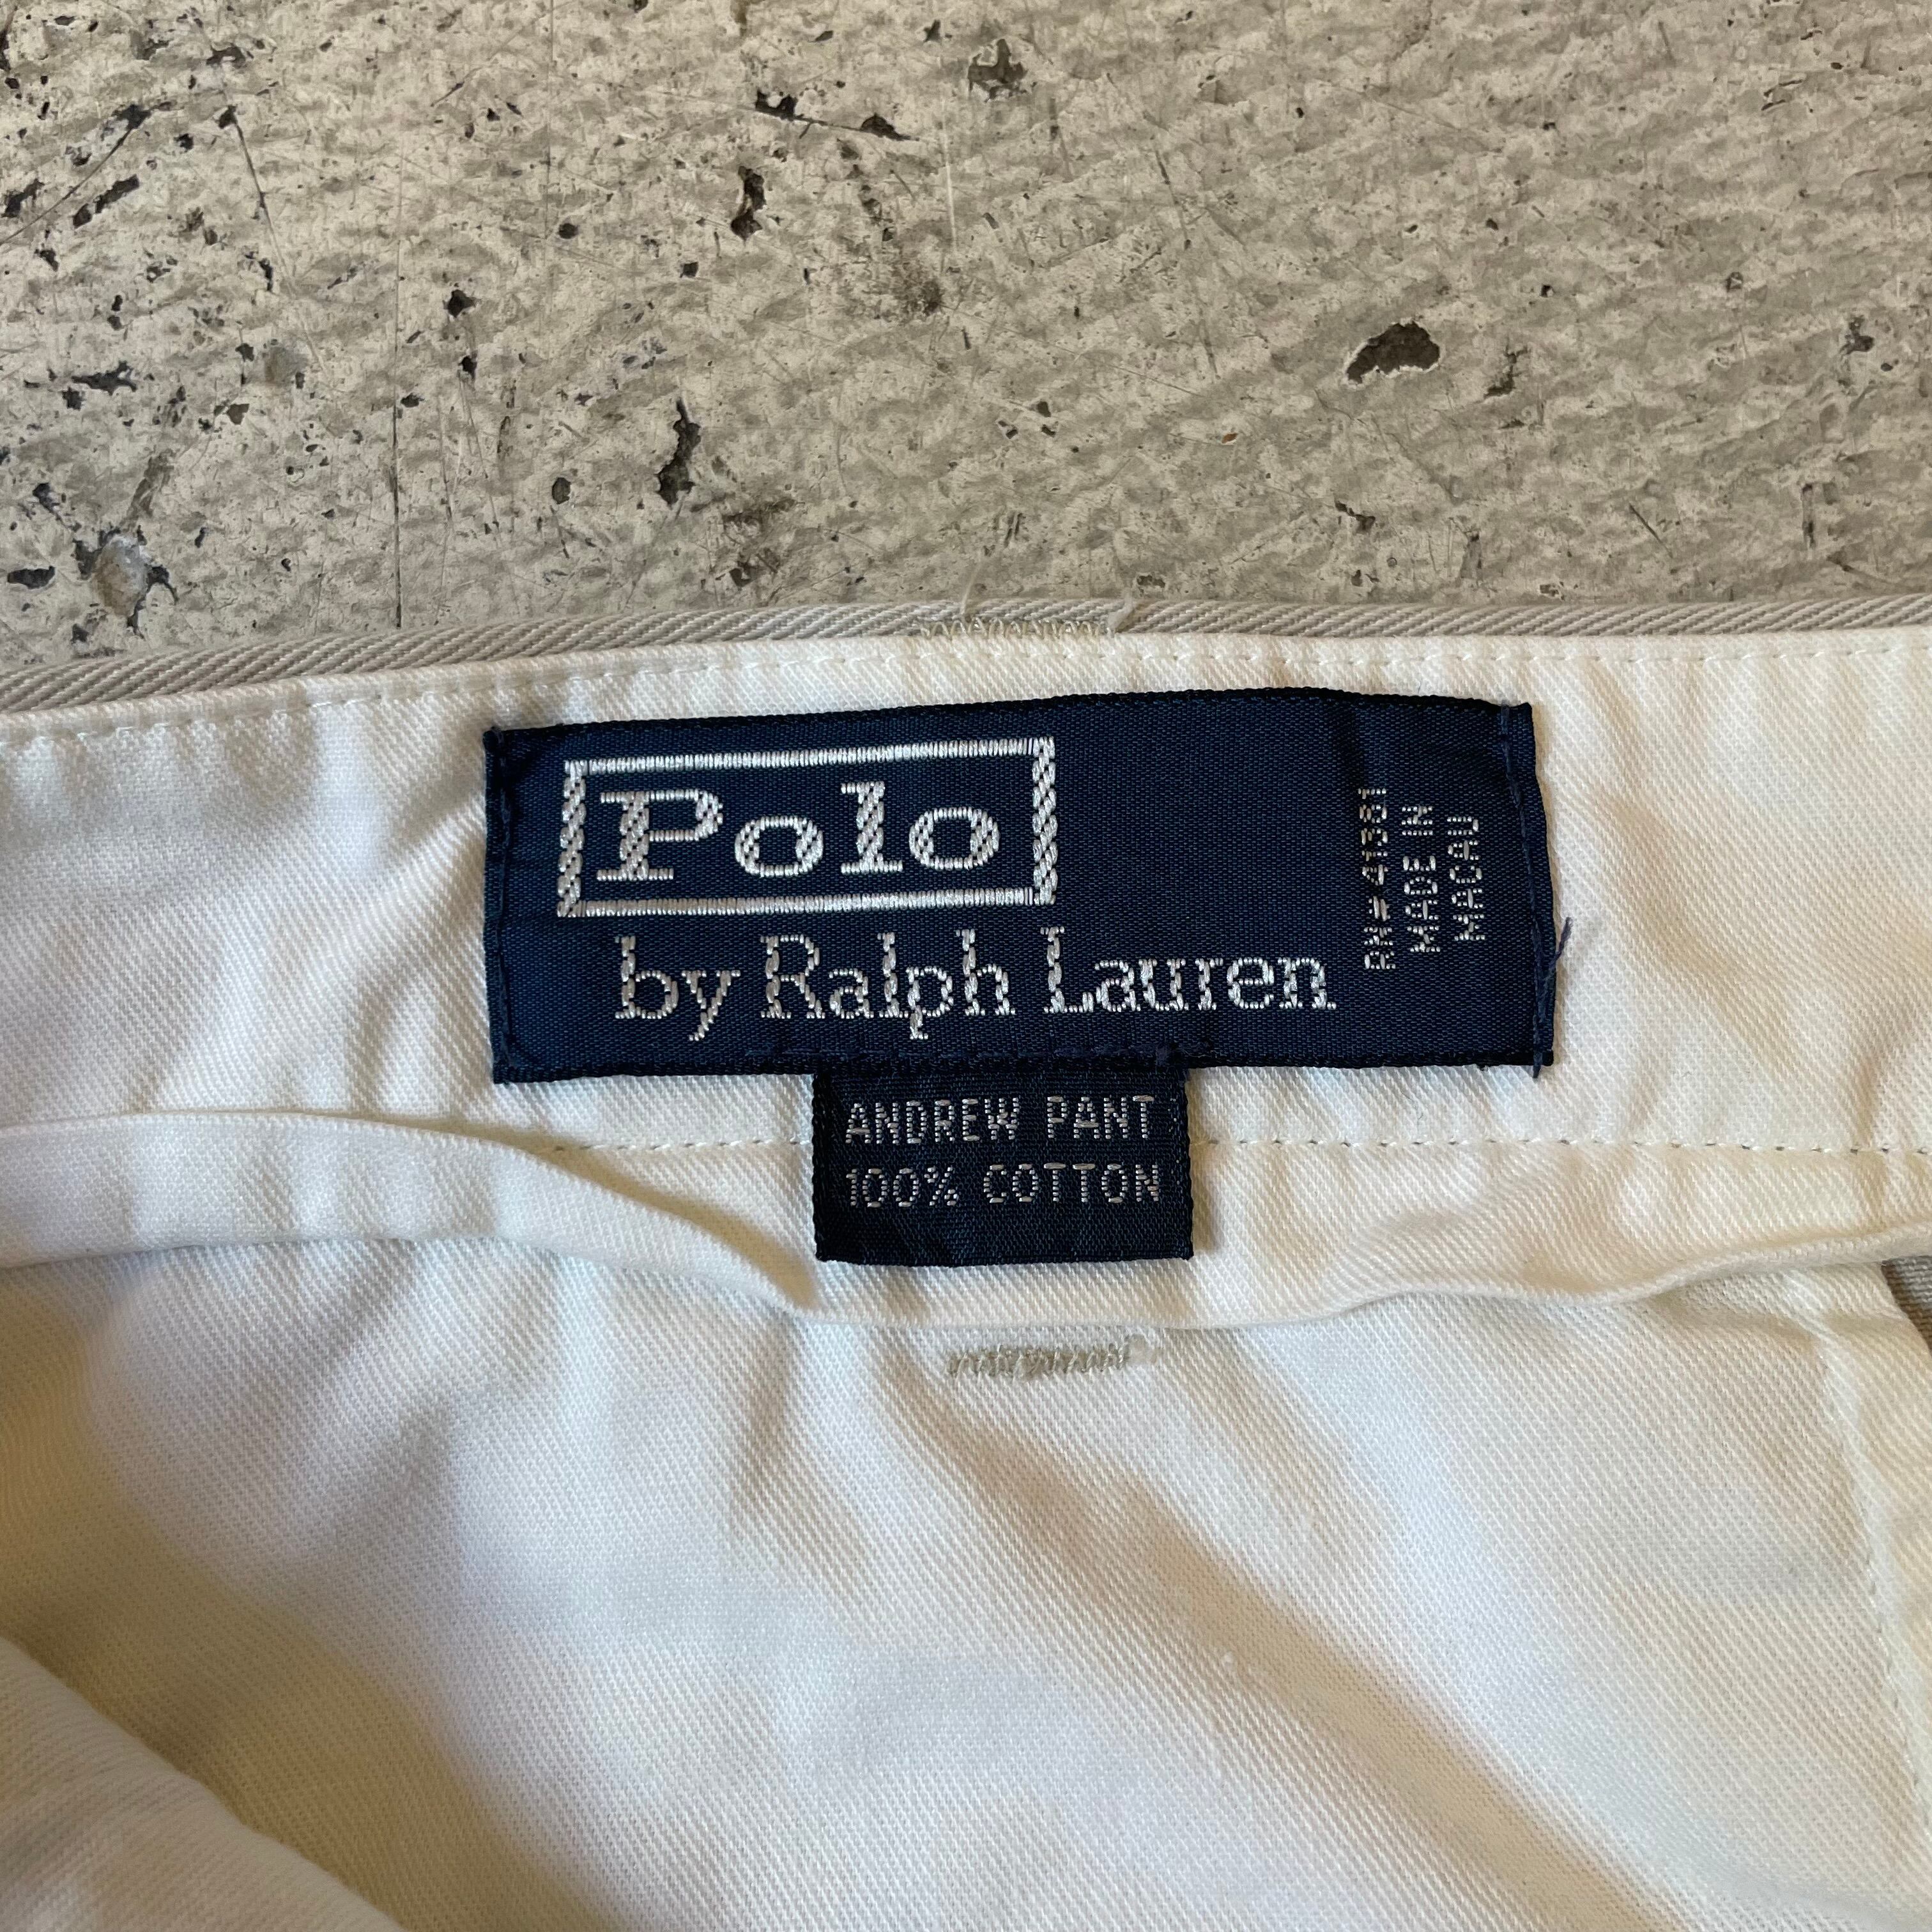 Polo
by Ralph Lauren
RN# 41381
MADE IN
MACAU
ANDREW PANT
100% COTTON